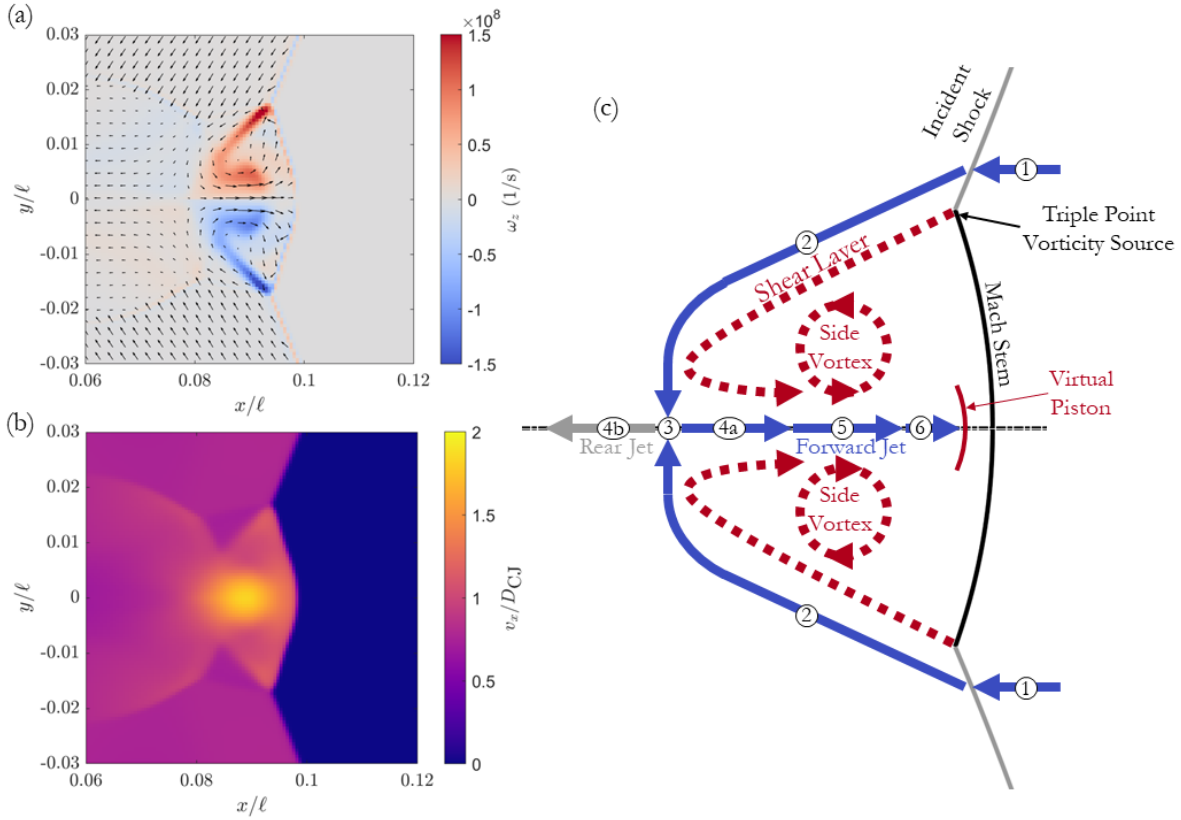 (a)
×10⁸
0.03
0.02
0.01
0
-0.01
-0.02
-0.03
y/ℓ
0.06
0.08
0.1
0.12
x/ℓ
1.5
1
0.5
0
-0.5
-1
-1.5
ω_z (1/s)
(b)
0.03
0.02
0.01
0
-0.01
-0.02
-0.03
y/ℓ
0.06
0.08
0.1
0.12
x/ℓ
2
1.5
1
0.5
0
v_x/D_CJ
(c)
Incident
Shock
1
Triple Point
Vorticity Source
2
Shear Layer
Side
Vortex
Mach Stem
Virtual
Piston
4b
3
4a
5
6
Rear Jet
Forward Jet
Side
Vortex
2
1